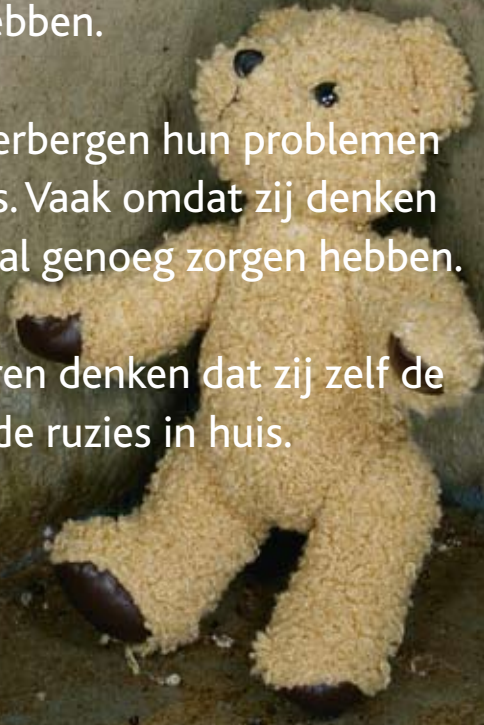 ebben.
erbergen hun problemen
s. Vaak omdat zij denken
al genoeg zorgen hebben.
ren denken dat zij zelf de
de ruzies in huis.